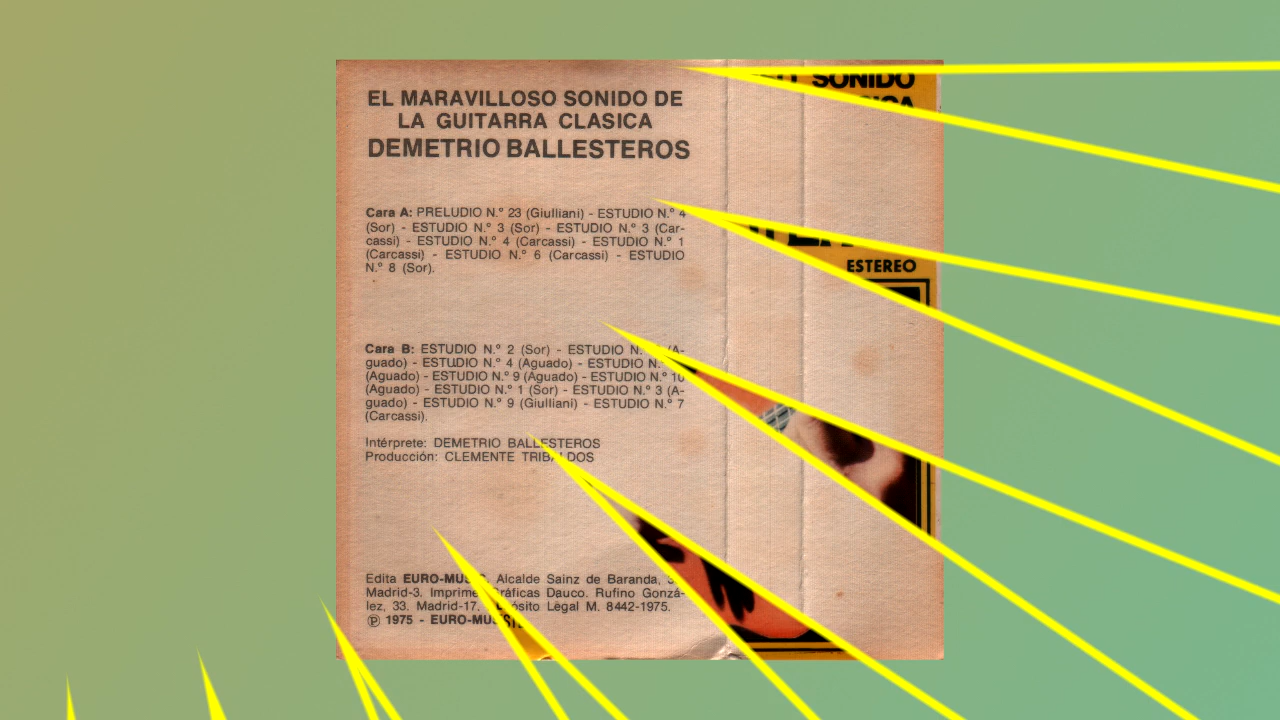 EL MARAVILLOSO SONIDO DE
LA GUITARRA CLASICA
DEMETRIO BALLESTEROS
Cara A: PRELUDIO N.º 23 (Giulliani) - ESTUDIO N.º 4
(Sor) - ESTUDIO N.º 3 (Sor) - ESTUDIO N.º 3 (Car-
cassi) - ESTUDIO N.º 4 (Carcassi) - ESTUDIO N.º 1
(Carcassi) - ESTUDIO N.º 6 (Carcassi) - ESTUDIO
N.º 8 (Sor).
Cara B: ESTUDIO N.º 2 (Sor) - ESTUDIO (A-
guado) - ESTUDIO N.º 4 (Aguado) - ESTUDIO
(Aguado) - ESTUDIO N.º 9 (Aguado) - ESTUDIO N.º 10
(Aguado) - ESTUDIO N.º 1 (Sor) - ESTUDIO N.º 3 (A-
guado) - ESTUDIO N.º 9 (Giulliani) - ESTUDIO N.º 7
(Carcassi).
Intérprete: DEMETRIO BALLESTEROS
Producción: CLEMENTE TRIBALDOS
Edita EURO-MUSIC. Alcalde Sainz de Baranda,
Madrid-3. Imprime Gráficas Dauco. Rufino Gonzá-
lez, 33. Madrid-17. Depósito Légal M. 8442-1975.
Ⓟ 1975 - EURO-MUSIC
SONIDO
ESTEREO